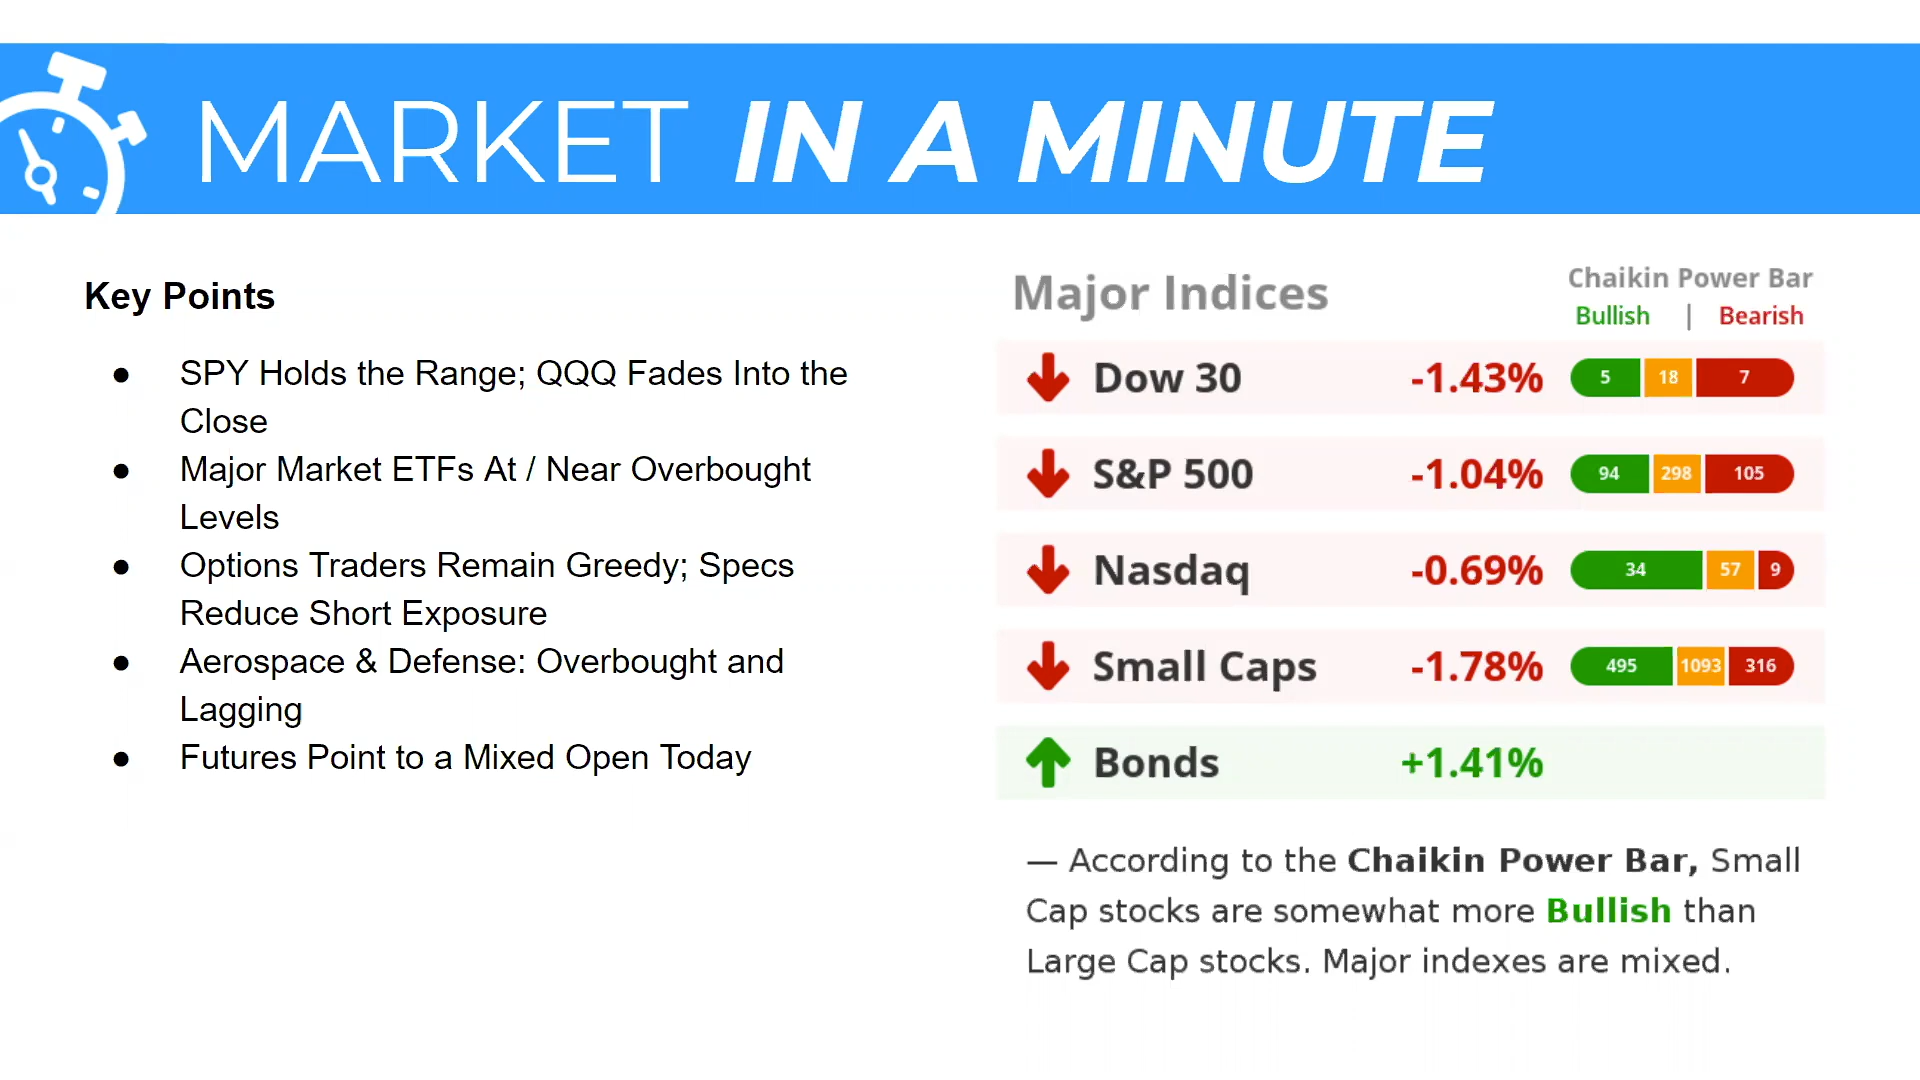 MARKET IN A MINUTE
Key Points
● SPY Holds the Range; QQQ Fades Into the
Close
● Major Market ETFs At / Near Overbought
Levels
● Options Traders Remain Greedy; Specs
Reduce Short Exposure
● Aerospace & Defense: Overbought and
Lagging
● Futures Point to a Mixed Open Today
Major Indices
Chaikin Power Bar
Bullish | Bearish
Dow 30 -1.43% 5 18 7
S&P 500 -1.04% 94 298 105
Nasdaq -0.69% 34 57 9
Small Caps -1.78% 495 1093 316
Bonds +1.41%
— According to the Chaikin Power Bar, Small
Cap stocks are somewhat more Bullish than
Large Cap stocks. Major indexes are mixed.